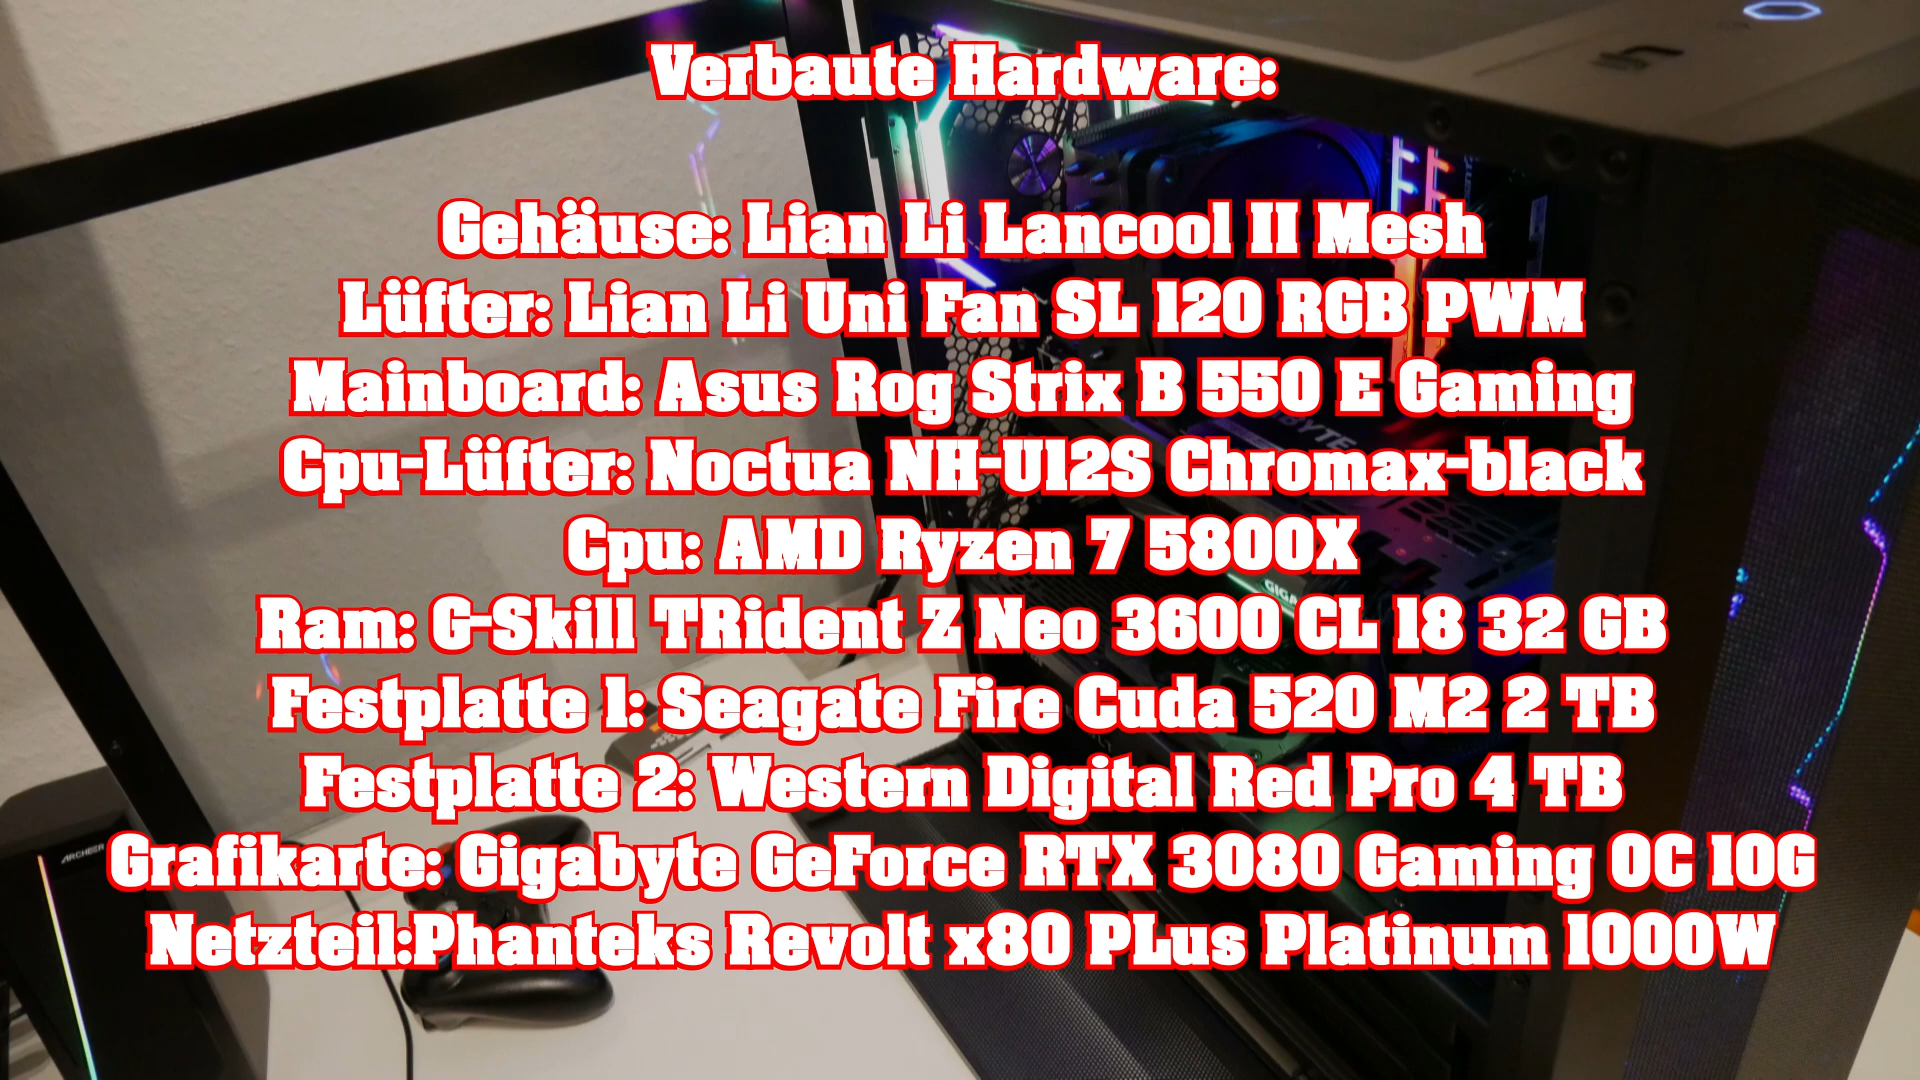 Verbaute Hardware:
Gehäuse: Lian Li Lancool II Mesh
Lüfter: Lian Li Uni Fan SL 120 RGB PWM
Mainboard: Asus Rog Strix B 550 E Gaming
Cpu-Lüfter: Noctua NH-U12S Chromax-black
Cpu: AMD Ryzen 7 5800X
Ram: G-Skill TRident Z Neo 3600 CL 18 32 GB
Festplatte 1: Seagate Fire Cuda 520 M2 2 TB
Festplatte 2: Western Digital Red Pro 4 TB
Grafikarte: Gigabyte GeForce RTX 3080 Gaming OC 10G
Netzteil:Phanteks Revolt x80 PLus Platinum 1000W